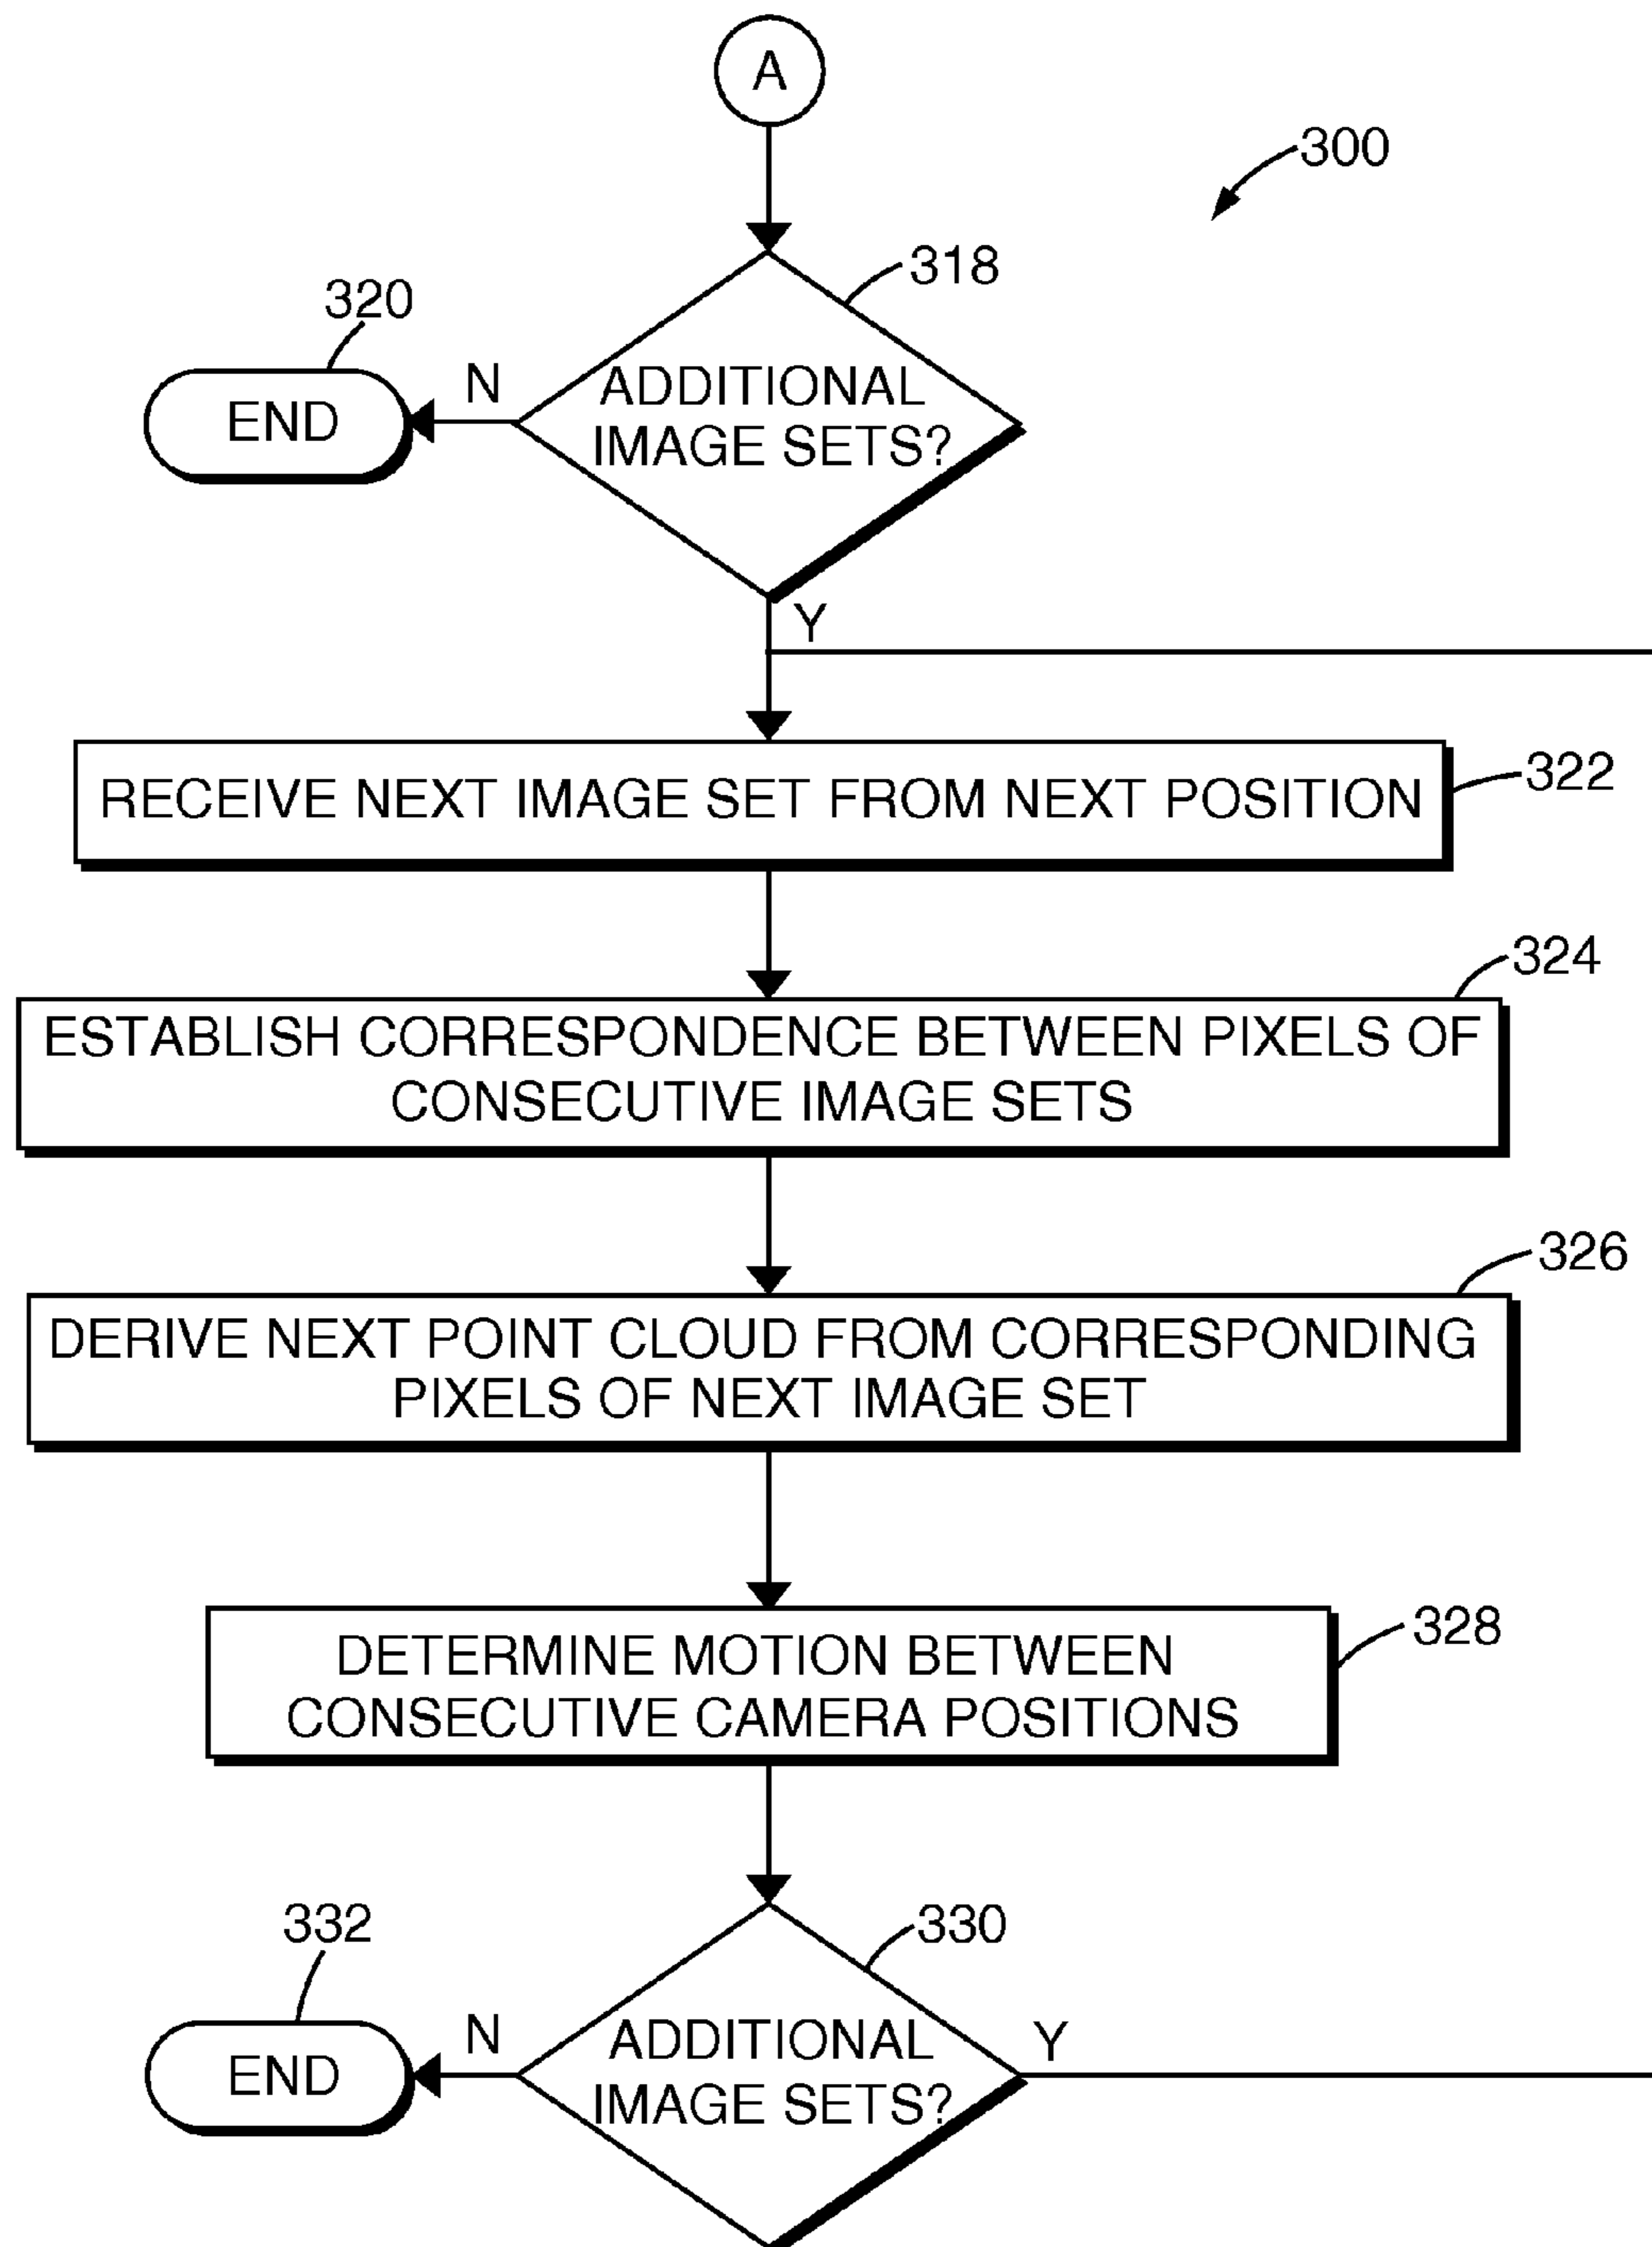 A
300
318
320
N
ADDITIONAL
IMAGE SETS?
END
Y
RECEIVE NEXT IMAGE SET FROM NEXT POSITION
322
324
ESTABLISH CORRESPONDENCE BETWEEN PIXELS OF
CONSECUTIVE IMAGE SETS
326
DERIVE NEXT POINT CLOUD FROM CORRESPONDING
PIXELS OF NEXT IMAGE SET
328
DETERMINE MOTION BETWEEN
CONSECUTIVE CAMERA POSITIONS
332
330
N
ADDITIONAL
IMAGE SETS?
Y
END